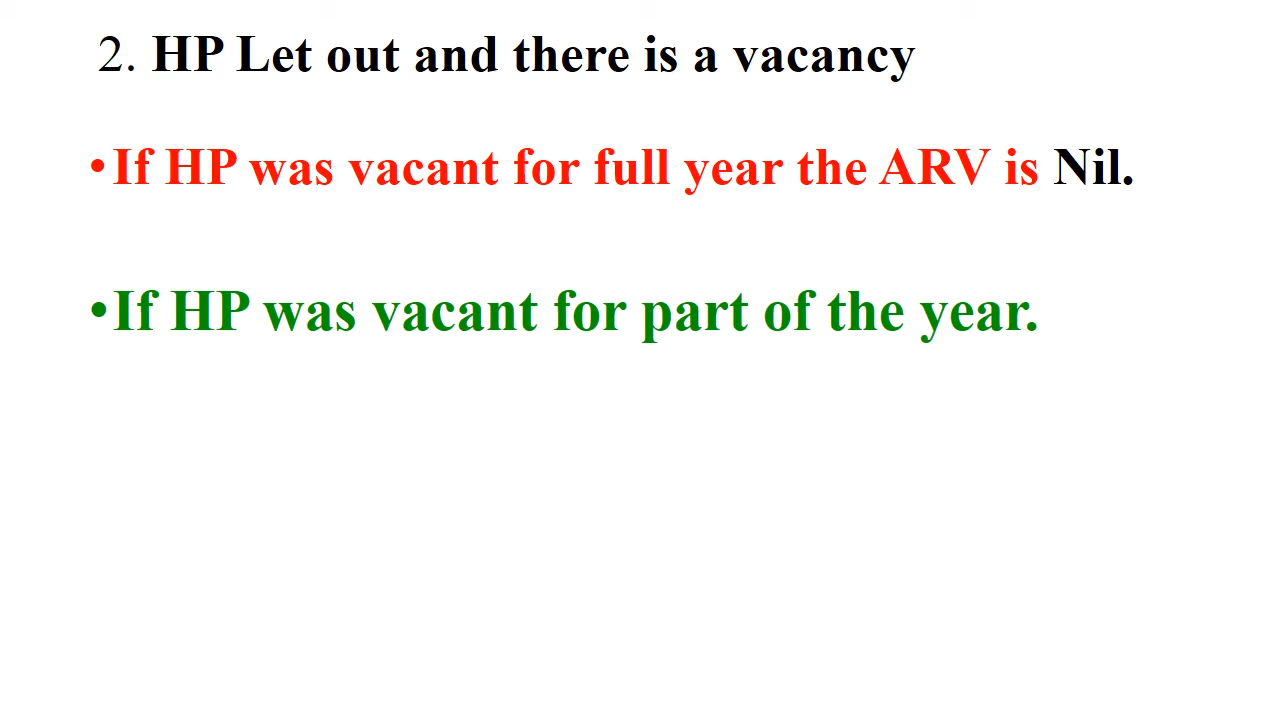 2. HP Let out and there is a vacancy
•If HP was vacant for full year the ARV is Nil.
•If HP was vacant for part of the year.